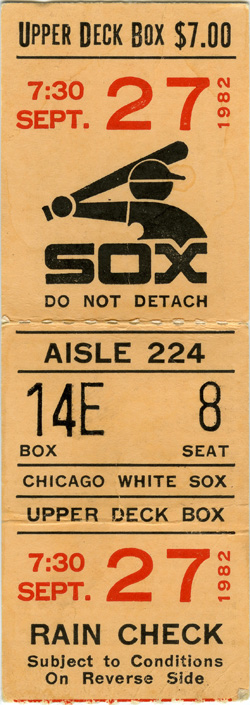 UPPER DECK BOX $7.00
7:30 SEPT. 27 1982
SOX
DO NOT DETACH
AISLE 224
14E 8
BOX SEAT
CHICAGO WHITE SOX
UPPER DECK BOX
7:30 SEPT. 27 1982
RAIN CHECK
Subject to Conditions
On Reverse Side